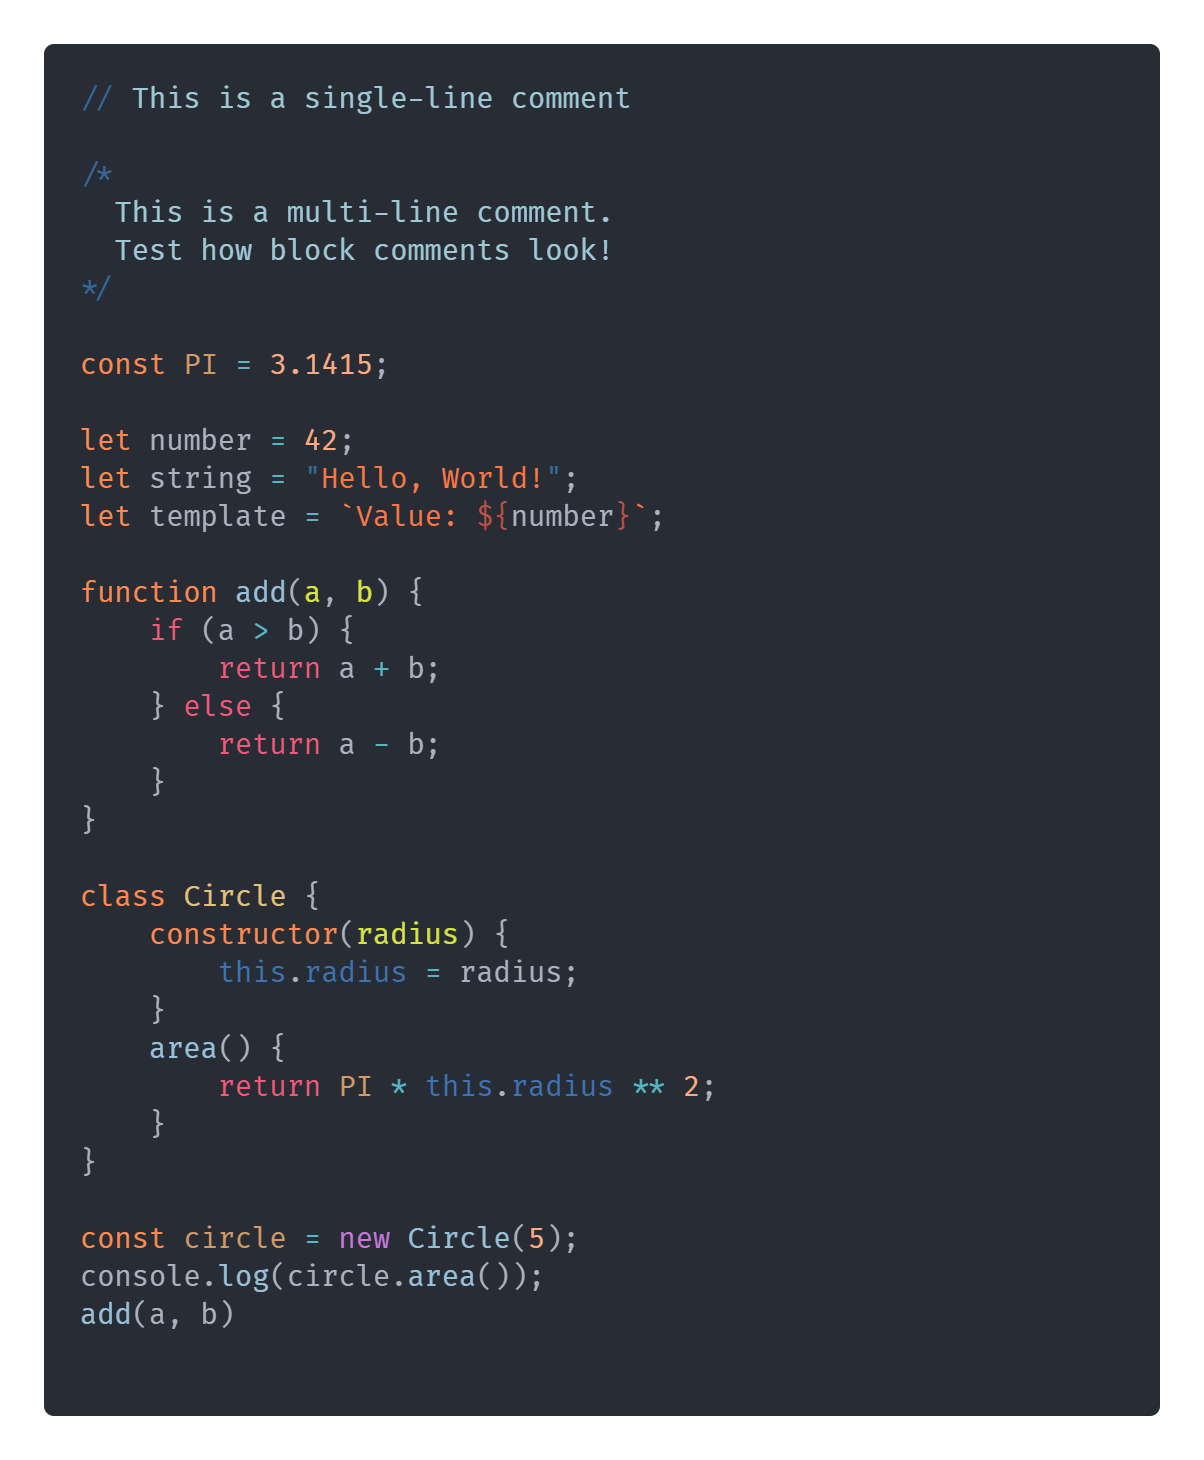 // This is a single-line comment

/*
  This is a multi-line comment.
  Test how block comments look!
*/

const PI = 3.1415;

let number = 42;
let string = "Hello, World!";
let template = `Value: ${number}`;

function add(a, b) {
    if (a > b) {
        return a + b;
    } else {
        return a - b;
    }
}

class Circle {
    constructor(radius) {
        this.radius = radius;
    }
    area() {
        return PI * this.radius ** 2;
    }
}

const circle = new Circle(5);
console.log(circle.area());
add(a, b)